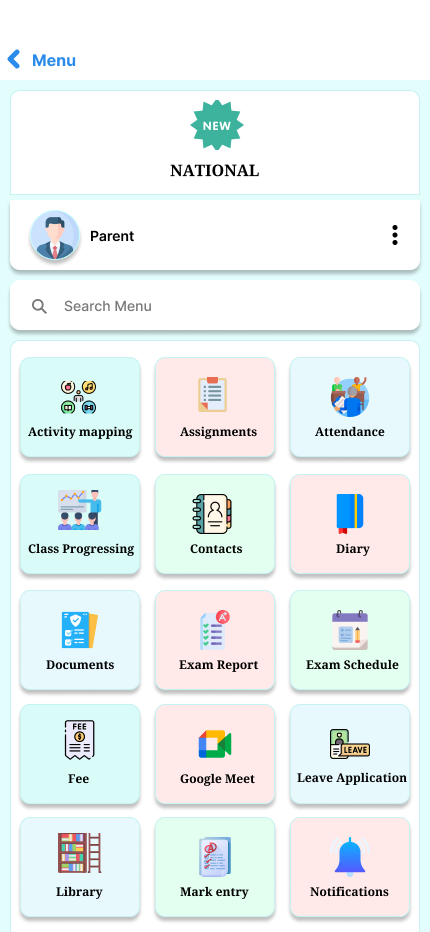 Menu
NEW
NATIONAL
Parent
Search Menu
Activity mapping
Assignments
Attendance
Class Progressing
Contacts
Diary
Documents
Exam Report
Exam Schedule
FEE
Fee
Google Meet
LEAVE
Leave Application
Library
Mark entry
Notifications